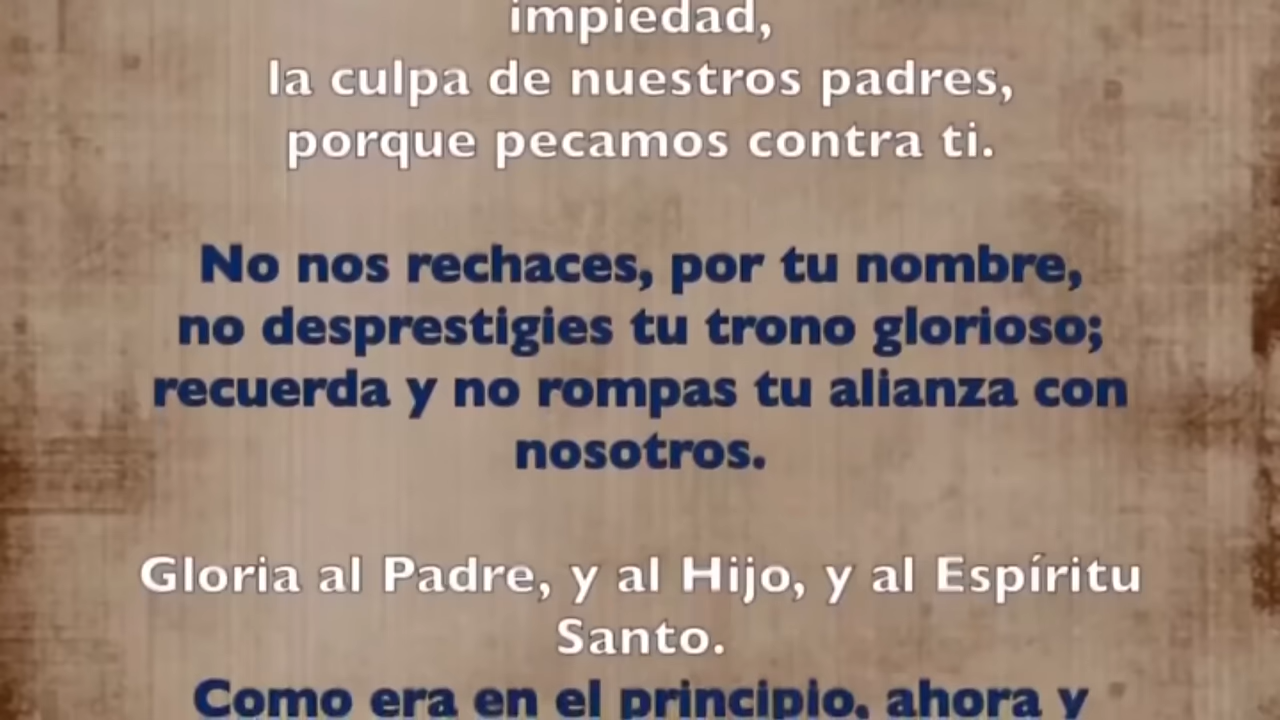 impiedad,
la culpa de nuestros padres,
porque pecamos contra ti.
No nos rechaces, por tu nombre,
no desprestigies tu trono glorioso;
recuerda y no rompas tu alianza con
nosotros.
Gloria al Padre, y al Hijo, y al Espíritu
Santo.
Como era en el principio, ahora y